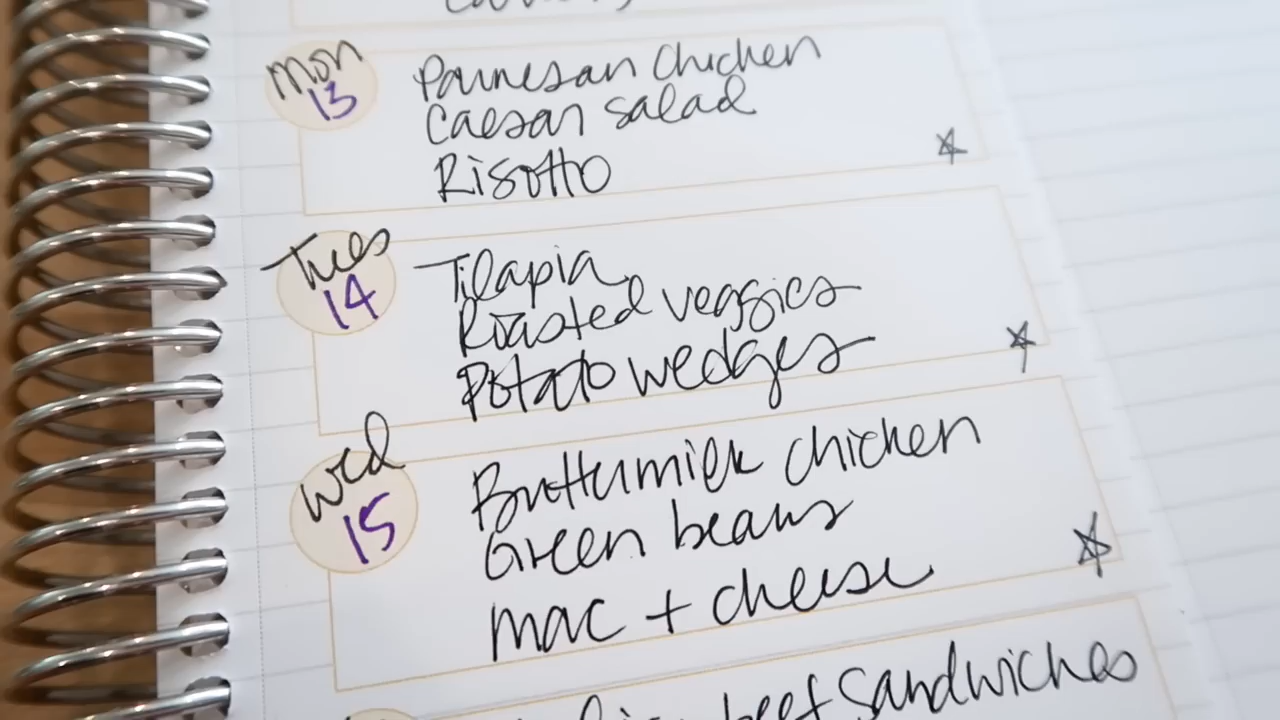 Mon
13
Parmesan Chicken
Caesar salad
Risotto
Tues
14
Tilapia
Roasted veggies
Potato wedges
Wed
15
Buttermilk chicken
Green beans
Mac + cheese
beef sandwiches